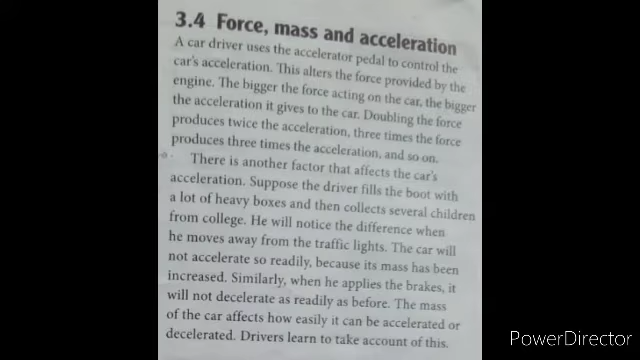 3.4 Force, mass and acceleration
A car driver uses the accelerator pedal to control the
car's acceleration. This alters the force provided by the
engine. The bigger the force acting on the car, the bigger
the acceleration it gives to the car. Doubling the force
produces twice the acceleration, three times the force
produces three times the acceleration, and so on.
There is another factor that affects the car's
acceleration. Suppose the driver fills the boot with
a lot of heavy boxes and then collects several children
from college. He will notice the difference when
he moves away from the traffic lights. The car will
not accelerate so readily, because its mass has been
increased. Similarly, when he applies the brakes, it
will not decelerate as readily as before. The mass
of the car affects how easily it can be accelerated or
decelerated. Drivers learn to take account of this.
PowerDirector